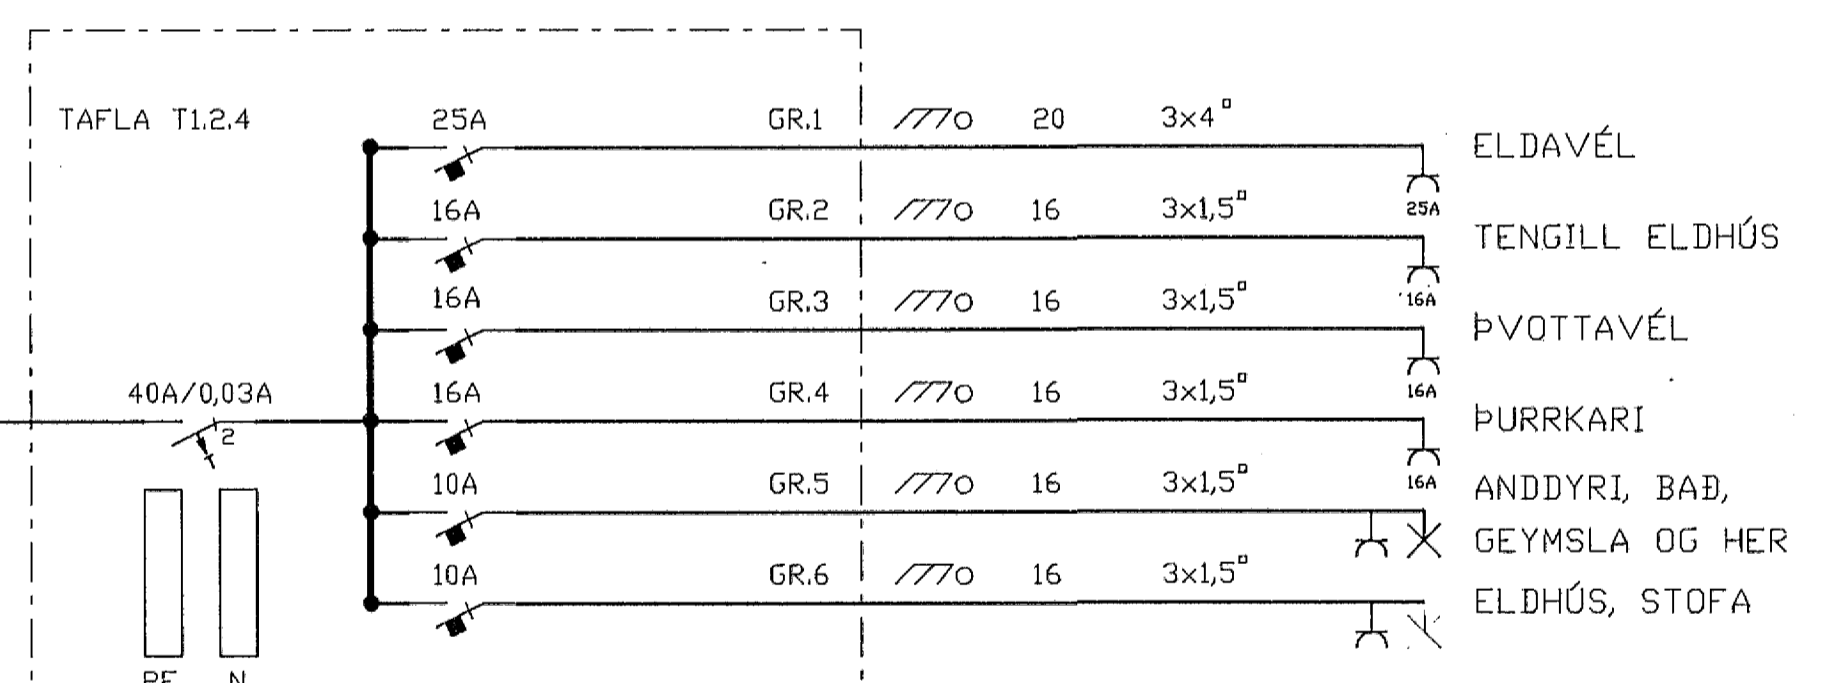 TAFLA T1.2.4
25A GR.1 20 3x4▫ ELDAVÉL
25A
16A GR.2 16 3x1,5▫ TENGILL ELDHÚS
16A
16A GR.3 16 3x1,5▫ ÞVOTTAVÉL
16A
40A/0,03A
2
16A GR.4 16 3x1,5▫ ÞURRKARI
16A
10A GR.5 16 3x1,5▫ ANDDYRI, BAÐ,
GEYMSLA OG HER
10A GR.6 16 3x1,5▫ ELDHÚS, STOFA
N